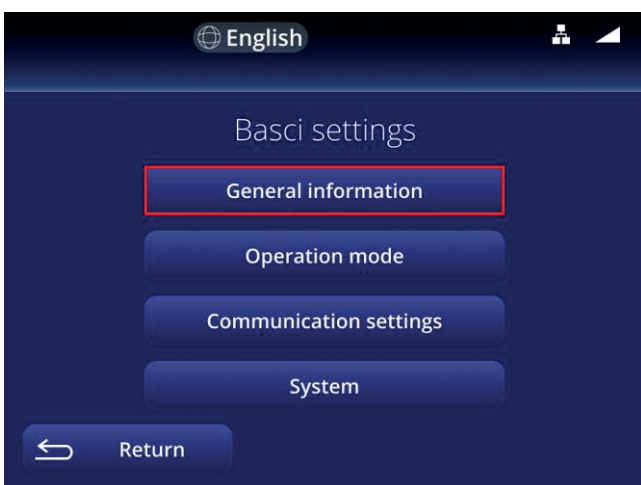 English
Basci settings
General information
Operation mode
Communication settings
System
Return